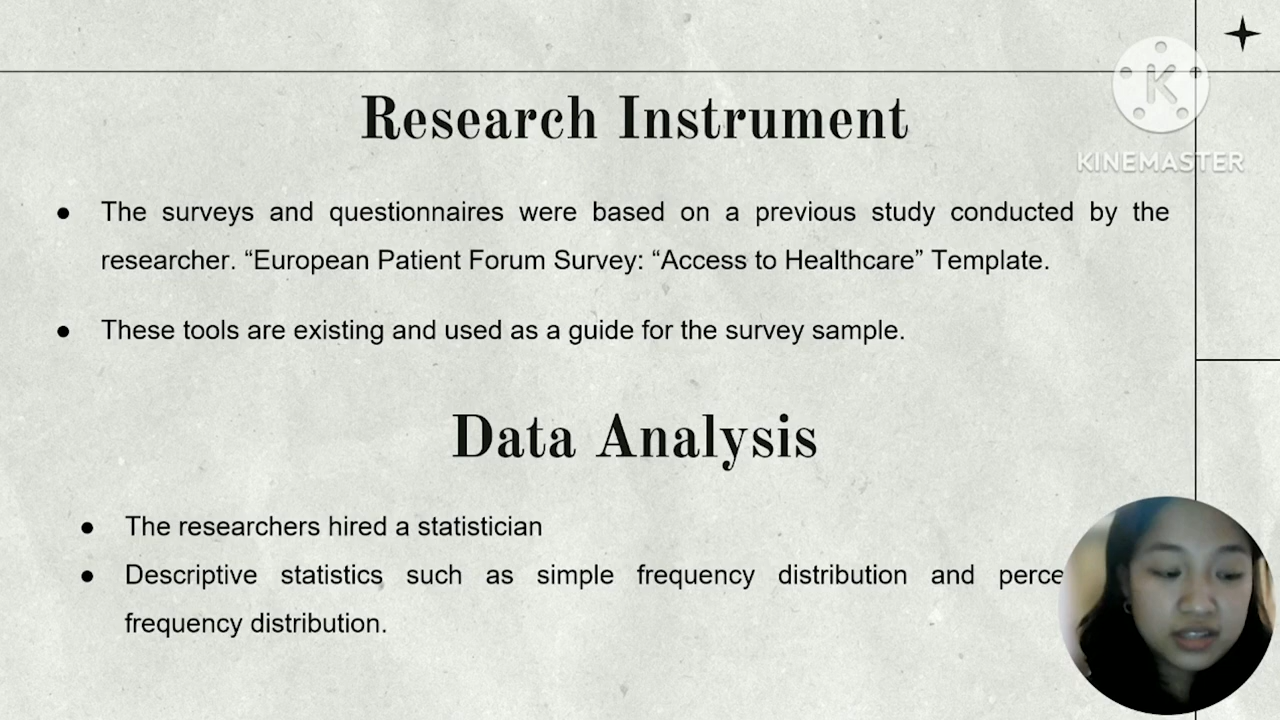 Research Instrument
KINEMASTER
● The surveys and questionnaires were based on a previous study conducted by the
researcher. “European Patient Forum Survey: “Access to Healthcare” Template.
● These tools are existing and used as a guide for the survey sample.
Data Analysis
● The researchers hired a statistician
● Descriptive statistics such as simple frequency distribution and
frequency distribution.